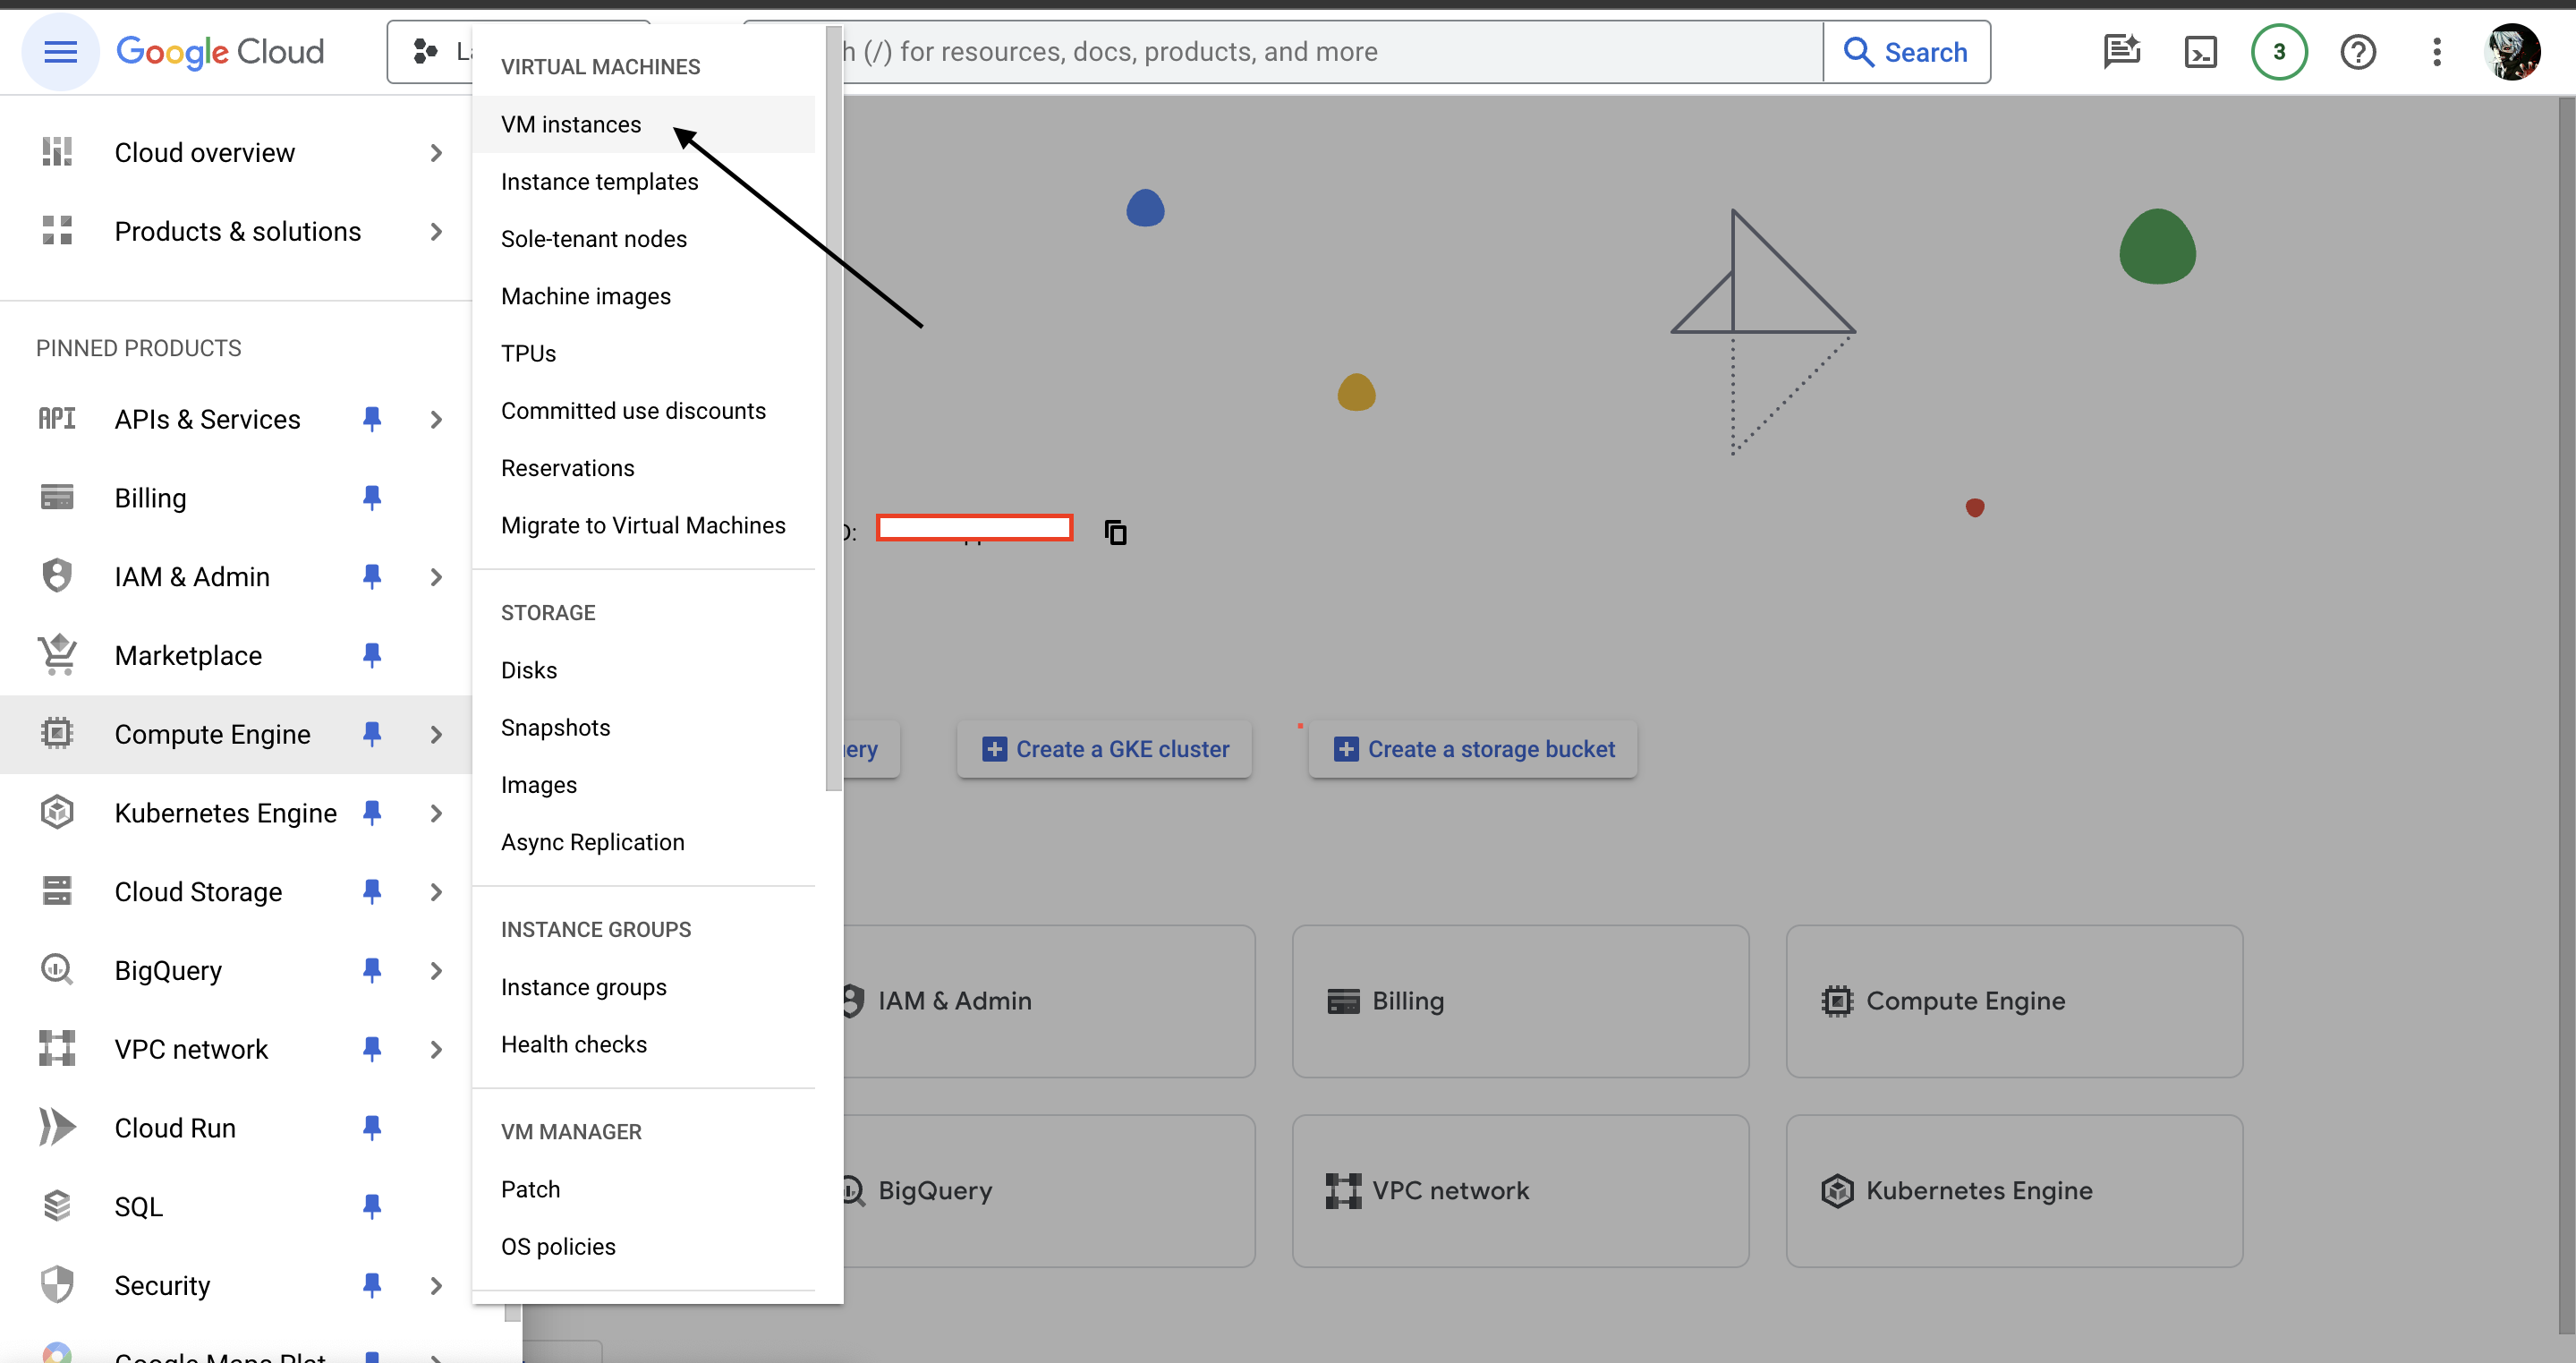 Google Cloud
h (/) for resources, docs, products, and more
Search
3
Cloud overview
Products & solutions
PINNED PRODUCTS
API
APIs & Services
Billing
IAM & Admin
Marketplace
Compute Engine
Kubernetes Engine
Cloud Storage
BigQuery
VPC network
Cloud Run
SQL
Security
VIRTUAL MACHINES
VM instances
Instance templates
Sole-tenant nodes
Machine images
TPUs
Committed use discounts
Reservations
Migrate to Virtual Machines
STORAGE
Disks
Snapshots
Images
Async Replication
INSTANCE GROUPS
Instance groups
Health checks
VM MANAGER
Patch
OS policies
Create a GKE cluster
Create a storage bucket
IAM & Admin
Billing
Compute Engine
BigQuery
VPC network
Kubernetes Engine